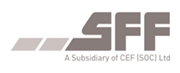 SFF
A Subsidiary of CEF (SOC) Ltd